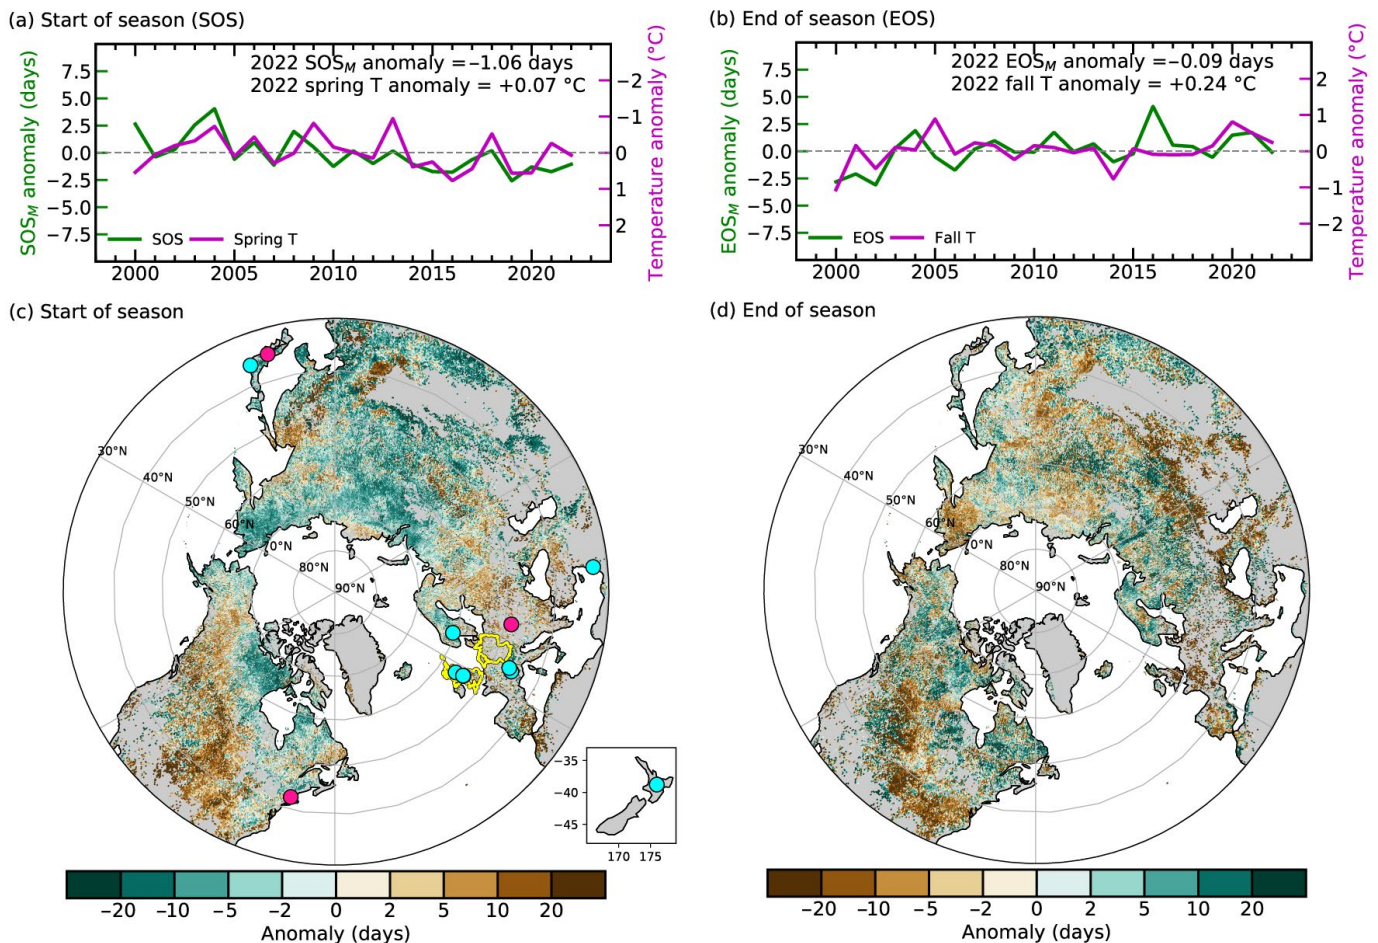 (a) Start of season (SOS)
2022 SOS_M anomaly = –1.06 days
2022 spring T anomaly = +0.07 °C
SOS_M anomaly (days)
7.5
5.0
2.5
0.0
−2.5
−5.0
−7.5
Temperature anomaly (°C)
−2
−1
0
1
2
SOS
Spring T
2000 2005 2010 2015 2020
(b) End of season (EOS)
2022 EOS_M anomaly = –0.09 days
2022 fall T anomaly = +0.24 °C
EOS_M anomaly (days)
7.5
5.0
2.5
0.0
−2.5
−5.0
−7.5
Temperature anomaly (°C)
2
1
0
−1
−2
EOS
Fall T
2000 2005 2010 2015 2020
(c) Start of season
30°N
40°N
50°N
60°N
70°N
80°N
90°N
−35
−40
−45
170 175
−20 −10 −5 −2 0 2 5 10 20
Anomaly (days)
(d) End of season
30°N
40°N
50°N
60°N
70°N
80°N
90°N
−20 −10 −5 −2 0 2 5 10 20
Anomaly (days)